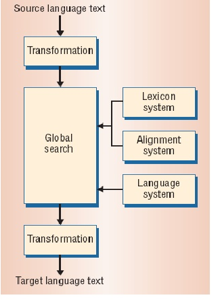 Source language text
Transformation
Lexicon
system
Global
search
Alignment
system
Language
system
Transformation
Target language text